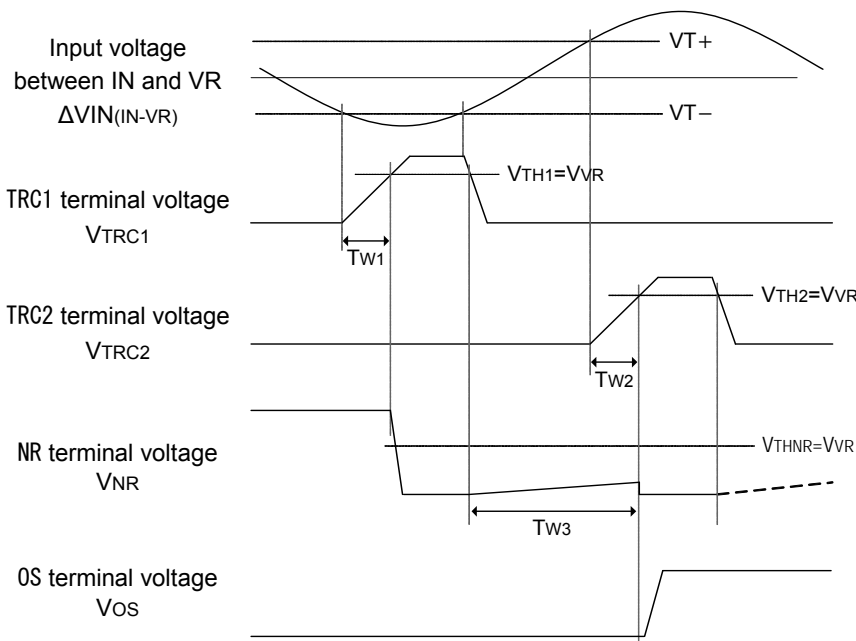 Input voltage
between IN and VR
ΔVIN(IN-VR)
VT+
VT−
TRC1 terminal voltage
VTRC1
VTH1=VVR
TW1
TRC2 terminal voltage
VTRC2
VTH2=VVR
TW2
NR terminal voltage
VNR
VTHNR=VVR
TW3
OS terminal voltage
VOS